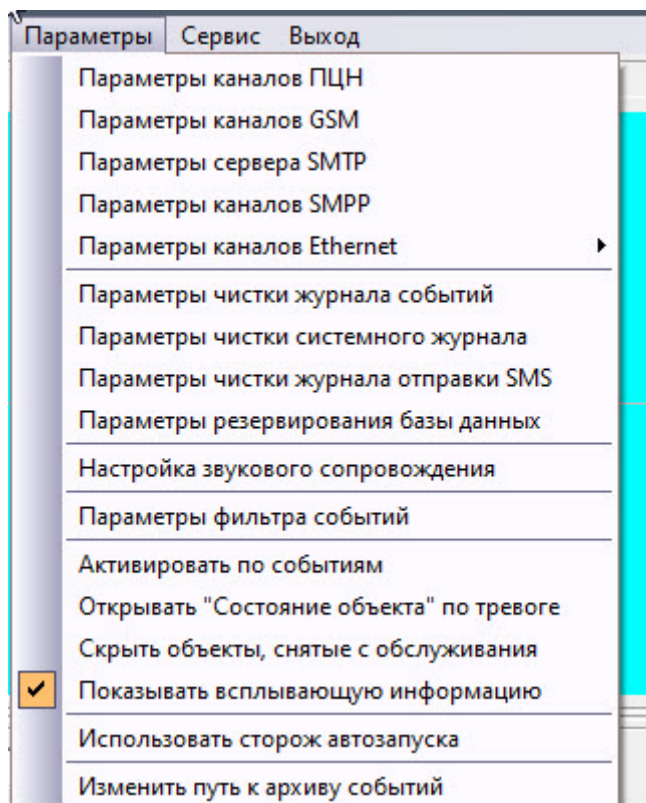 Параметры Сервис Выход
Параметры каналов ПЦН
Параметры каналов GSM
Параметры сервера SMTP
Параметры каналов SMPP
Параметры каналов Ethernet
Параметры чистки журнала событий
Параметры чистки системного журнала
Параметры чистки журнала отправки SMS
Параметры резервирования базы данных
Настройка звукового сопровождения
Параметры фильтра событий
Активировать по событиям
Открывать "Состояние объекта" по тревоге
Скрыть объекты, снятые с обслуживания
Показывать всплывающую информацию
Использовать сторож автозапуска
Изменить путь к архиву событий